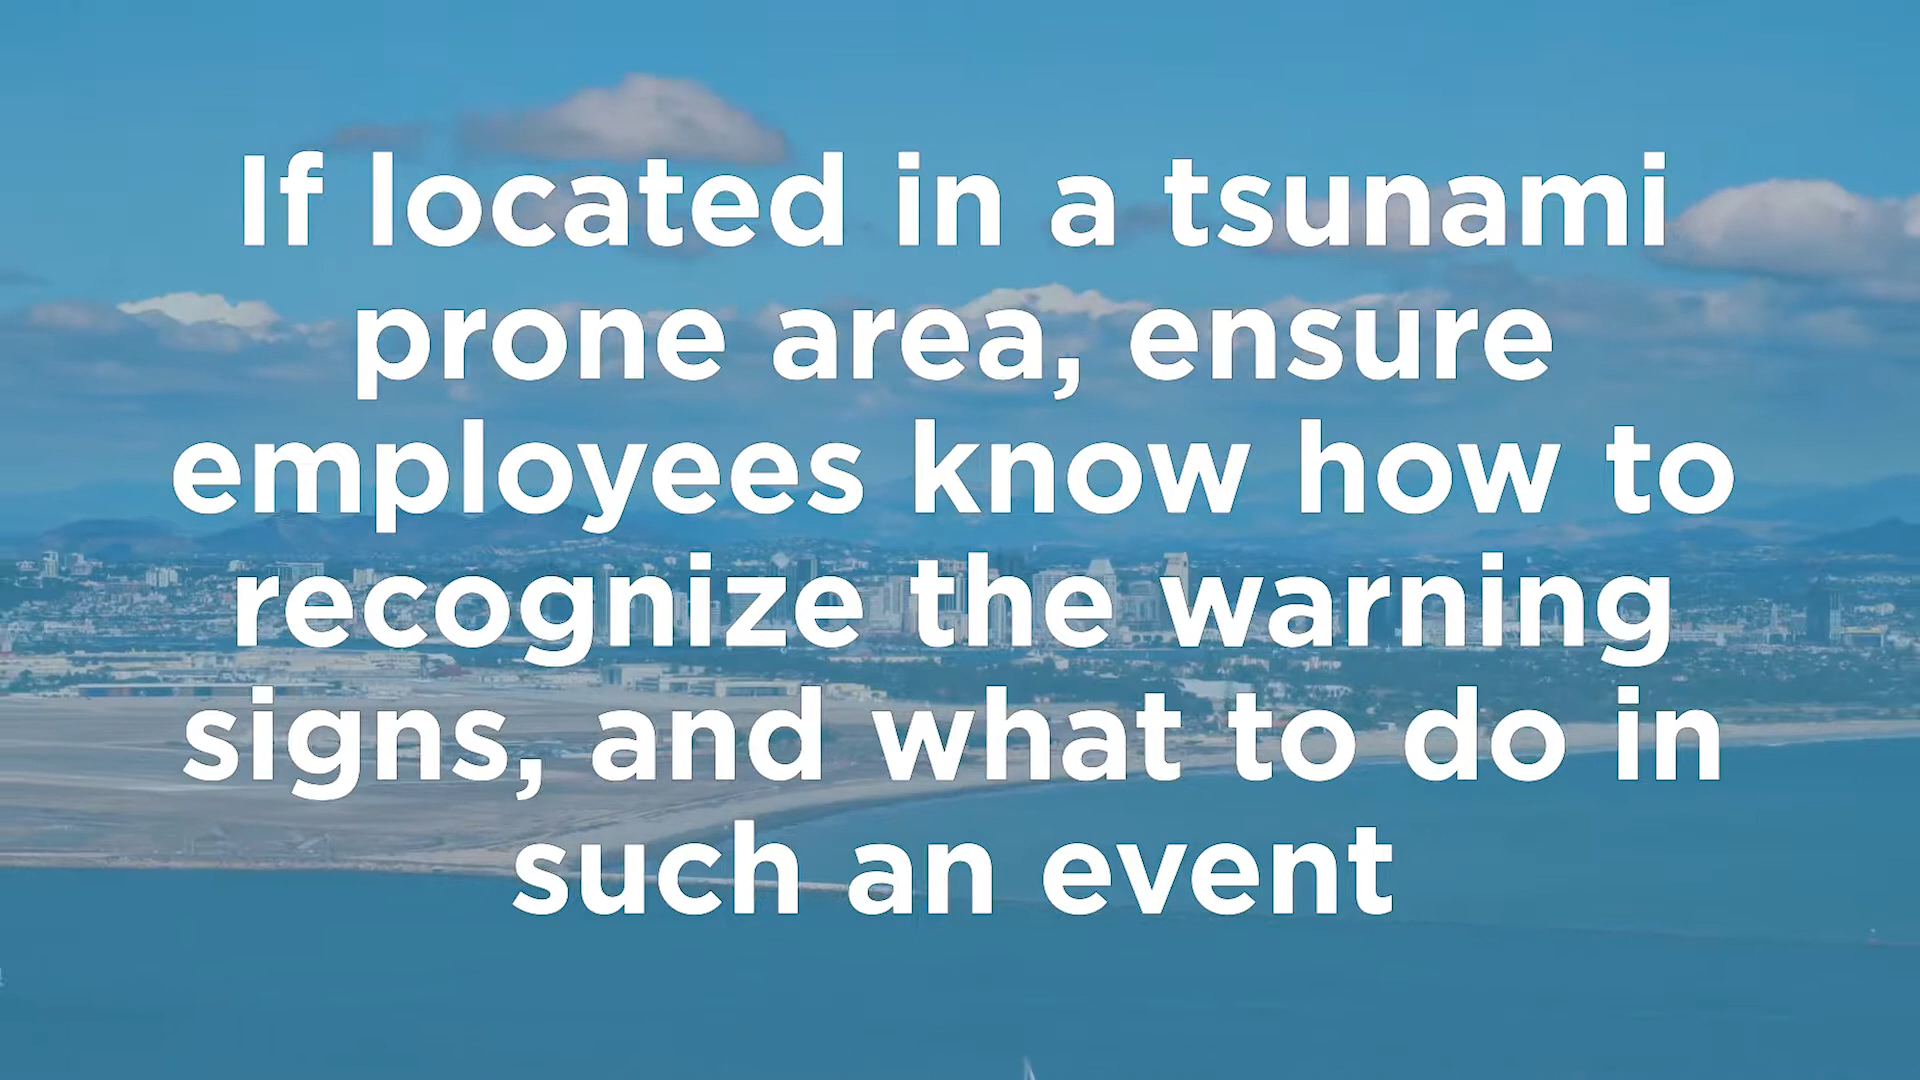 If located in a tsunami
prone area, ensure
employees know how to
recognize the warning
signs, and what to do in
such an event